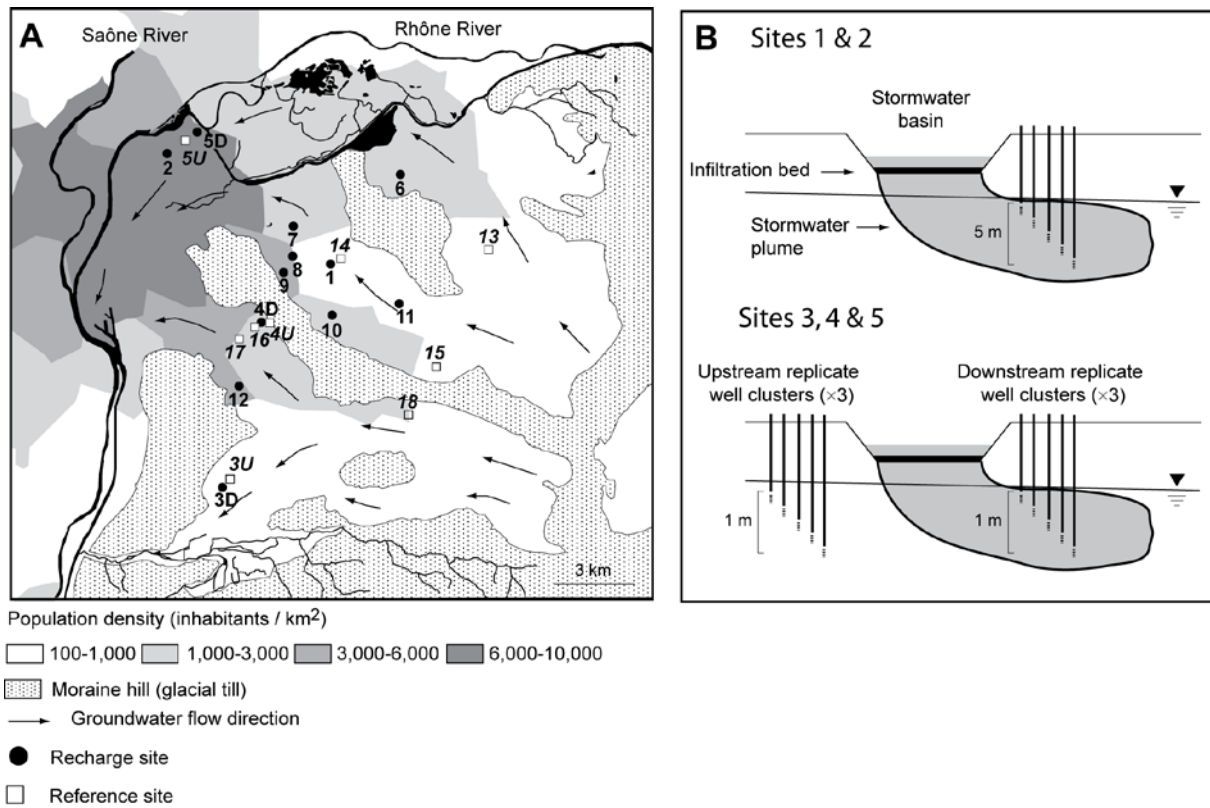 A
Saône River
Rhône River
5D
5U
2
6
7
14
13
8
1
9
11
4D
10
4U
16
17
15
12
18
3U
3D
3 km
Population density (inhabitants / km²)
100-1,000
1,000-3,000
3,000-6,000
6,000-10,000
Moraine hill (glacial till)
Groundwater flow direction
Recharge site
Reference site
B
Sites 1 & 2
Stormwater
basin
Infiltration bed
Stormwater
plume
5 m
Sites 3, 4 & 5
Upstream replicate
well clusters (×3)
Downstream replicate
well clusters (×3)
1 m
1 m